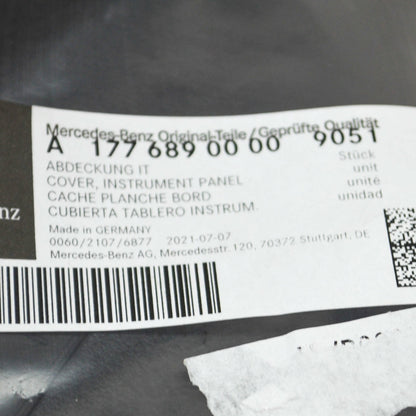 Mercedes-Benz Original-Teile / Geprüfte Qualität
A 177 689 00 00 9051
ABDECKUNG IT Stück
COVER, INSTRUMENT PANEL unit
CACHE PLANCHE BORD unité
CUBIERTA TABLERO INSTRUM. unidad
nz
Made in GERMANY
0060/2107/6877 2021-07-07
Mercedes-Benz AG, Mercedesstr. 120, 70372 Stuttgart, DE